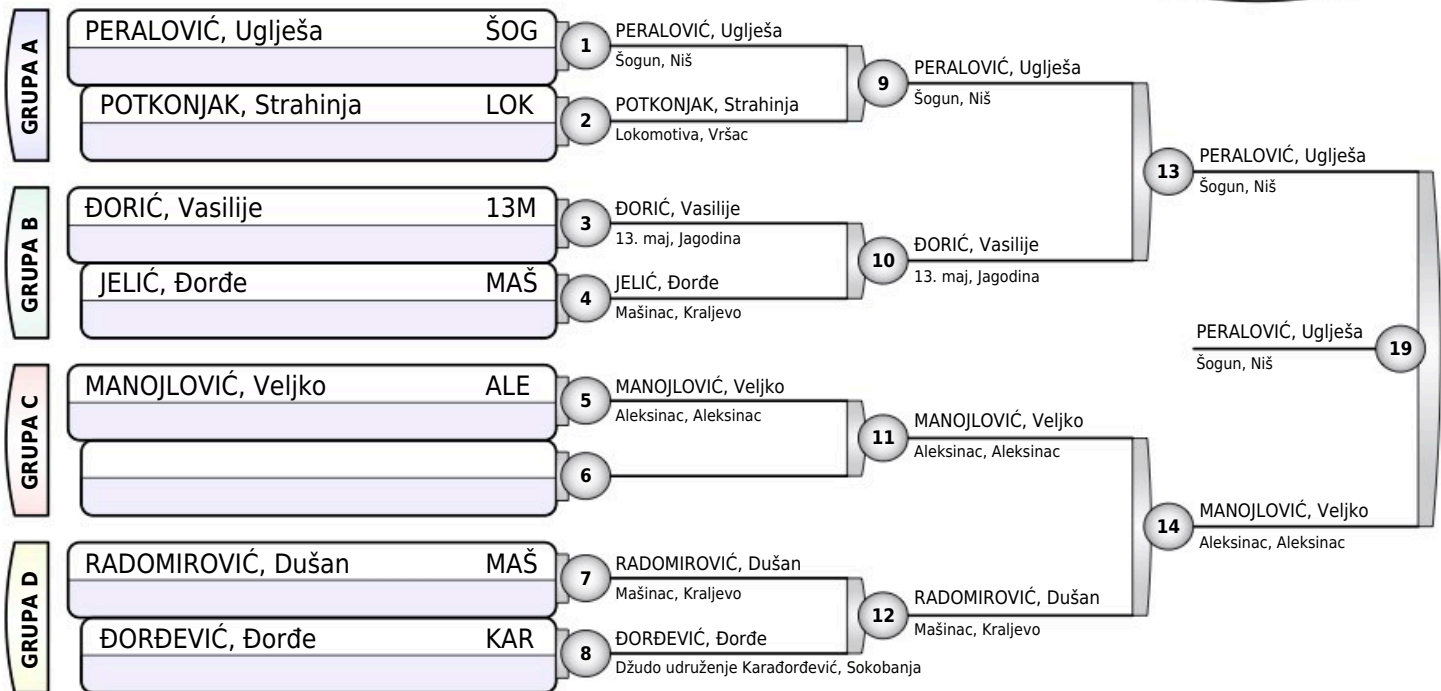 GRUPA A
PERALOVIĆ, Uglješa ŠOG
POTKONJAK, Strahinja LOK
1
PERALOVIĆ, Uglješa
Šogun, Niš
2
POTKONJAK, Strahinja
Lokomotiva, Vršac
9
PERALOVIĆ, Uglješa
Šogun, Niš
GRUPA B
ĐORIĆ, Vasilije 13M
JELIĆ, Đorđe MAŠ
3
ĐORIĆ, Vasilije
13. maj, Jagodina
4
JELIĆ, Đorđe
Mašinac, Kraljevo
10
ĐORIĆ, Vasilije
13. maj, Jagodina
13
PERALOVIĆ, Uglješa
Šogun, Niš
GRUPA C
MANOJLOVIĆ, Veljko ALE
5
MANOJLOVIĆ, Veljko
Aleksinac, Aleksinac
6
11
MANOJLOVIĆ, Veljko
Aleksinac, Aleksinac
GRUPA D
RADOMIROVIĆ, Dušan MAŠ
ĐORĐEVIĆ, Đorđe KAR
7
RADOMIROVIĆ, Dušan
Mašinac, Kraljevo
8
ĐORĐEVIĆ, Đorđe
Džudo udruženje Karađorđević, Sokobanja
12
RADOMIROVIĆ, Dušan
Mašinac, Kraljevo
14
MANOJLOVIĆ, Veljko
Aleksinac, Aleksinac
PERALOVIĆ, Uglješa
Šogun, Niš
19